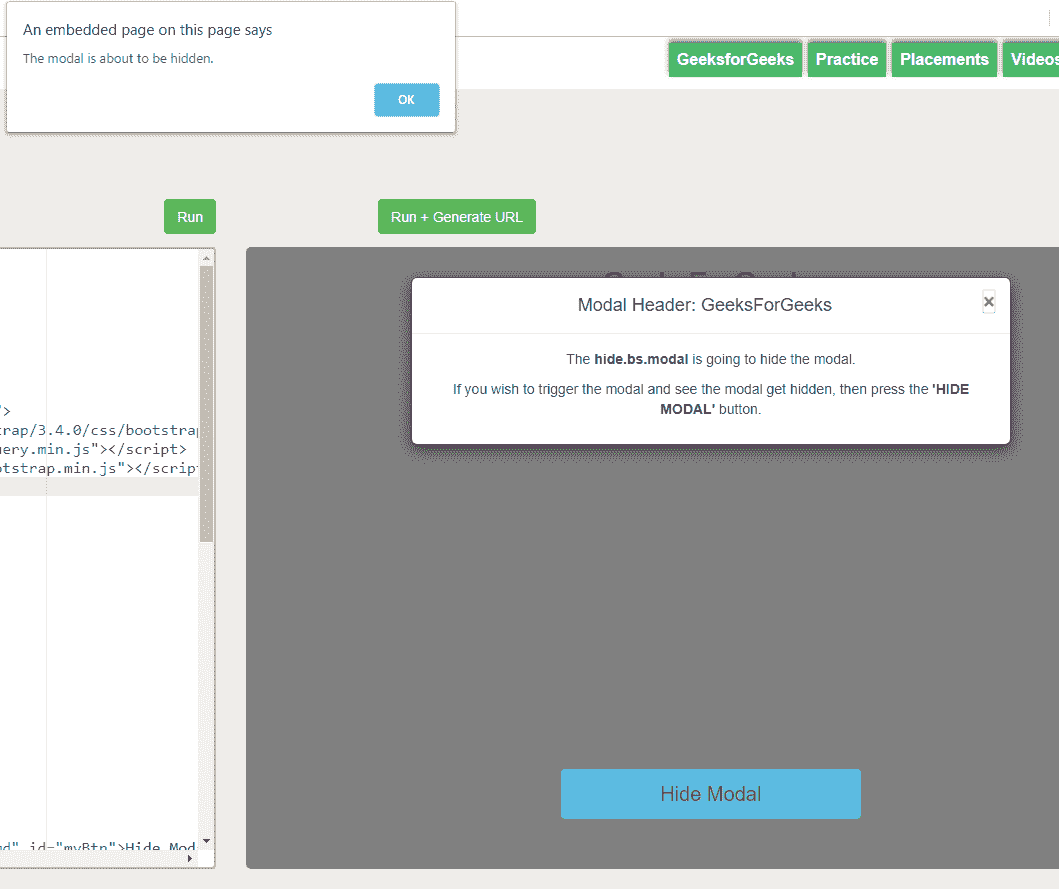 An embedded page on this page says
The modal is about to be hidden.
OK
GeeksforGeeks
Practice
Placements
Videos
Run
Run + Generate URL
">
rap/3.4.0/css/bootstrap
uery.min.js"></script>
otstrap.min.js"></scrip
id="myBtn">Hide Mod
Modal Header: GeeksForGeeks
×
The hide.bs.modal is going to hide the modal.
If you wish to trigger the modal and see the modal get hidden, then press the 'HIDE
MODAL' button.
Hide Modal